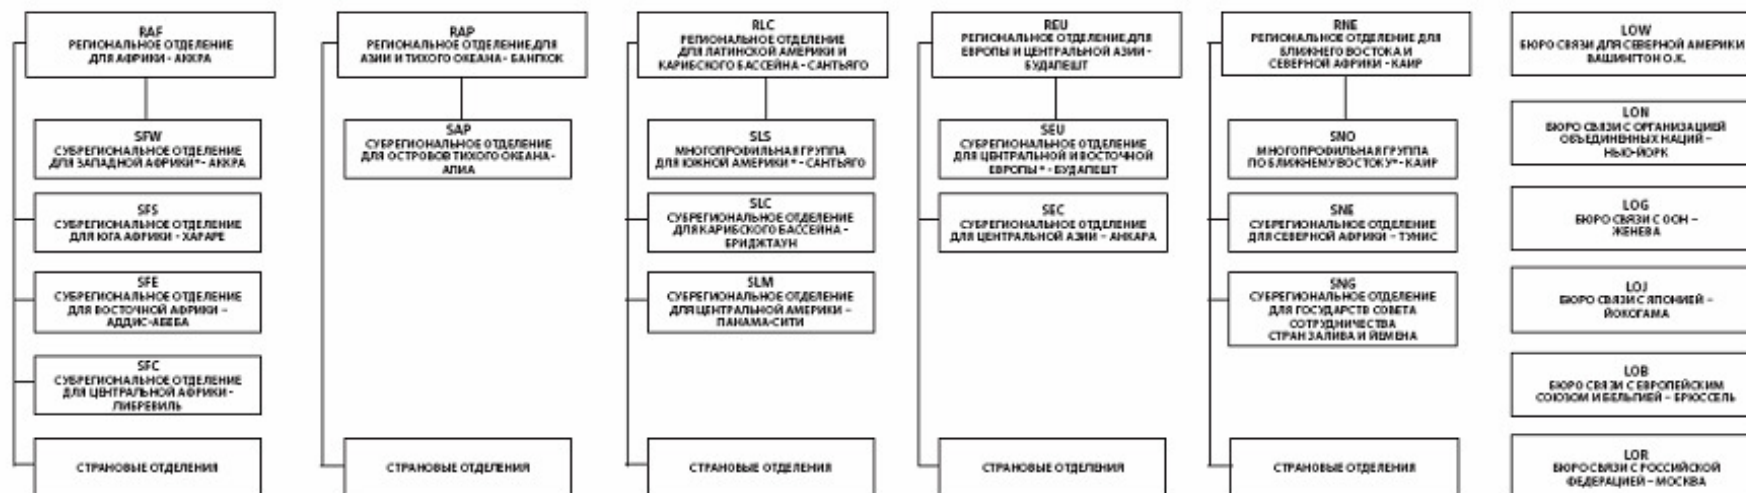 RAF
РЕГИОНАЛЬНОЕ ОТДЕЛЕНИЕ
ДЛЯ АФРИКИ - АККРА
SFW
СУБРЕГИОНАЛЬНОЕ ОТДЕЛЕНИЕ
ДЛЯ ЗАПАДНОЙ АФРИКИ*- АККРА
SFS
СУБРЕГИОНАЛЬНОЕ ОТДЕЛЕНИЕ
ДЛЯ ЮГА АФРИКИ - ХАРАРЕ
SFE
СУБРЕГИОНАЛЬНОЕ ОТДЕЛЕНИЕ
ДЛЯ ВОСТОЧНОЙ АФРИКИ –
АДДИС-АБЕБА
SFC
СУБРЕГИОНАЛЬНОЕ ОТДЕЛЕНИЕ
ДЛЯ ЦЕНТРАЛЬНОЙ АФРИКИ -
ЛИБРЕВИЛЬ
СТРАНОВЫЕ ОТДЕЛЕНИЯ
RAP
РЕГИОНАЛЬНОЕ ОТДЕЛЕНИЕ ДЛЯ
АЗИИ И ТИХОГО ОКЕАНА - БАНГКОК
SAP
СУБРЕГИОНАЛЬНОЕ ОТДЕЛЕНИЕ
ДЛЯ ОСТРОВОВ ТИХОГО ОКЕАНА-
АПИА
СТРАНОВЫЕ ОТДЕЛЕНИЯ
RLC
РЕГИОНАЛЬНОЕ ОТДЕЛЕНИЕ
ДЛЯ ЛАТИНСКОЙ АМЕРИКИ И
КАРИБСКОГО БАССЕЙНА - САНТЬЯГО
SLS
МНОГОПРОФИЛЬНАЯ ГРУППА
ДЛЯ ЮЖНОЙ АМЕРИКИ * - САНТЬЯГО
SLC
СУБРЕГИОНАЛЬНОЕ ОТДЕЛЕНИЕ
ДЛЯ КАРИБСКОГО БАССЕЙНА -
БРИДЖТАУН
SLM
СУБРЕГИОНАЛЬНОЕ ОТДЕЛЕНИЕ
ДЛЯ ЦЕНТРАЛЬНОЙ АМЕРИКИ –
ПАНАМА-СИТИ
СТРАНОВЫЕ ОТДЕЛЕНИЯ
REU
РЕГИОНАЛЬНОЕ ОТДЕЛЕНИЕ ДЛЯ
ЕВРОПЫ И ЦЕНТРАЛЬНОЙ АЗИИ -
БУДАПЕШТ
SEU
СУБРЕГИОНАЛЬНОЕ ОТДЕЛЕНИЕ
ДЛЯ ЦЕНТРАЛЬНОЙ И ВОСТОЧНОЙ
ЕВРОПЫ * - БУДАПЕШТ
SEC
СУБРЕГИОНАЛЬНОЕ ОТДЕЛЕНИЕ
ДЛЯ ЦЕНТРАЛЬНОЙ АЗИИ – АНКАРА
СТРАНОВЫЕ ОТДЕЛЕНИЯ
RNE
РЕГИОНАЛЬНОЕ ОТДЕЛЕНИЕ ДЛЯ
БЛИЖНЕГО ВОСТОКА И
СЕВЕРНОЙ АФРИКИ - КАИР
SNO
МНОГОПРОФИЛЬНАЯ ГРУППА
ПО БЛИЖНЕМУ ВОСТОКУ* - КАИР
SNE
СУБРЕГИОНАЛЬНОЕ ОТДЕЛЕНИЕ
ДЛЯ СЕВЕРНОЙ АФРИКИ – ТУНИС
SNG
СУБРЕГИОНАЛЬНОЕ ОТДЕЛЕНИЕ
ДЛЯ ГОСУДАРСТВ СОВЕТА
СОТРУДНИЧЕСТВА
СТРАН ЗАЛИВА И ЙЕМЕНА
СТРАНОВЫЕ ОТДЕЛЕНИЯ
LOW
БЮРО СВЯЗИ ДЛЯ СЕВЕРНОЙ АМЕРИКИ
ВАШИНГТОН О.К.
LON
БЮРО СВЯЗИ С ОРГАНИЗАЦИЕЙ
ОБЪЕДИНЕННЫХ НАЦИЙ –
НЬЮ-ЙОРК
LOG
БЮРО СВЯЗИ С ООН –
ЖЕНЕВА
LOJ
БЮРО СВЯЗИ С ЯПОНИЕЙ –
ЙОКОГАМА
LOB
БЮРО СВЯЗИ С ЕВРОПЕЙСКИМ
СОЮЗОМ И БЕЛЬГИЕЙ – БРЮССЕЛЬ
LOR
БЮРО СВЯЗИ С РОССИЙСКОЙ
ФЕДЕРАЦИЕЙ – МОСКВА